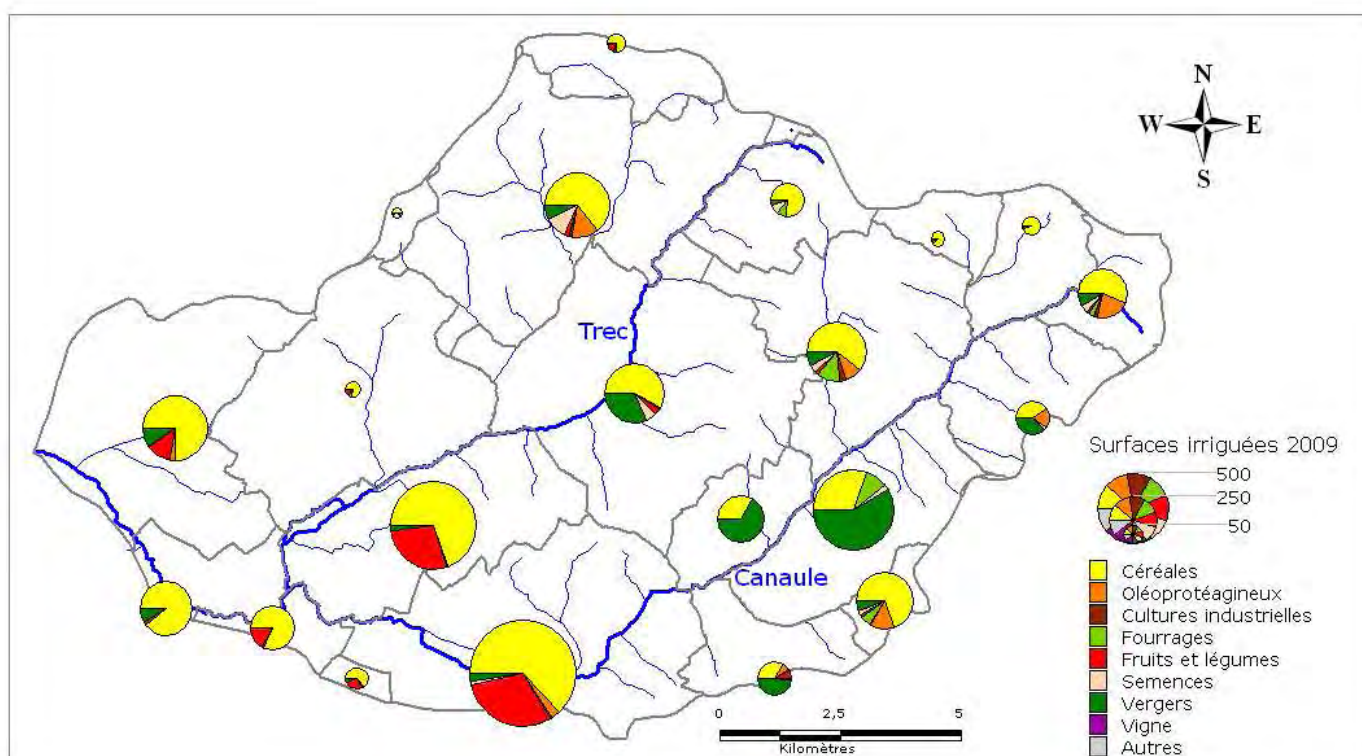 N
W E
S
Trec
Canaule
Surfaces irriguées 2009
500
250
50
Céréales
Oléoprotéagineux
Cultures industrielles
Fourrages
Fruits et légumes
Semences
Vergers
Vigne
Autres
0 2,5 5
Kilomètres